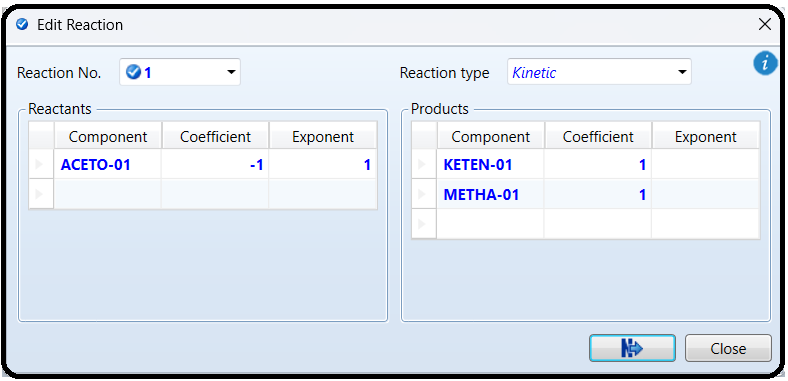 Edit Reaction
Reaction No. 1 Reaction type Kinetic
Reactants Products
Component Coefficient Exponent Component Coefficient Exponent
ACETO-01 -1 1 KETEN-01 1
METHA-01 1
N Close